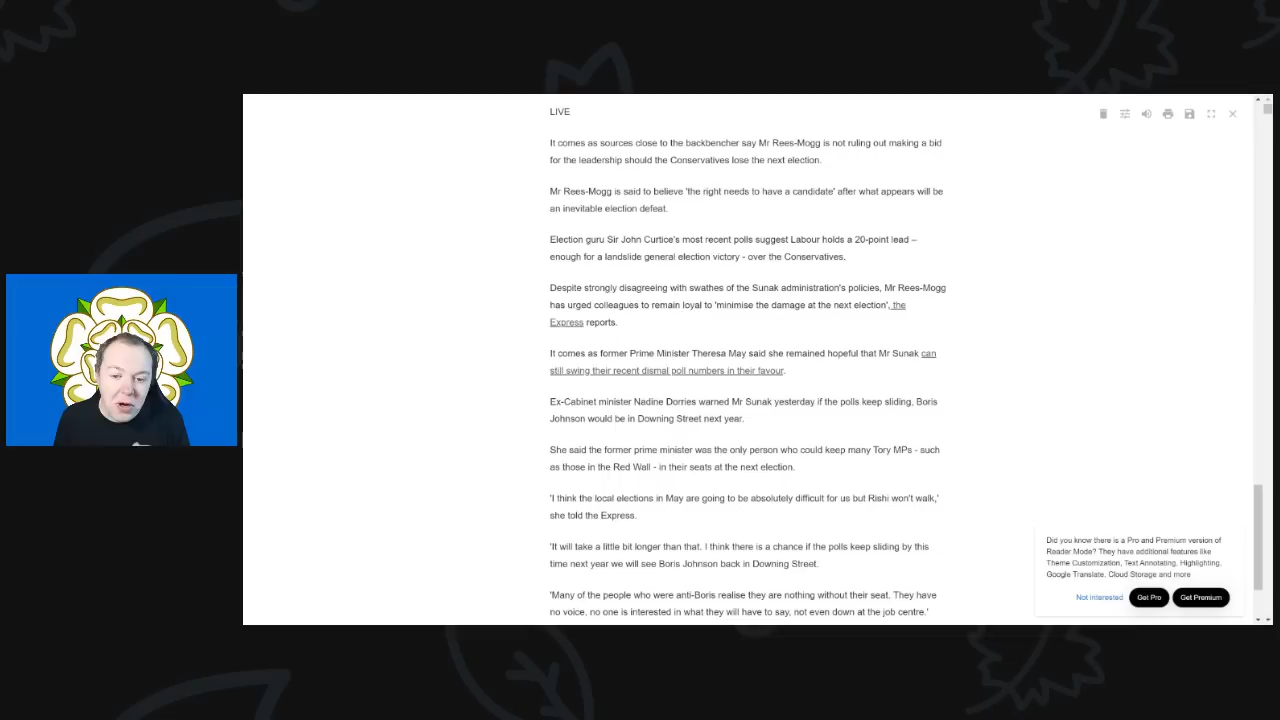 LIVE
It comes as sources close to the backbencher say Mr Rees-Mogg is not ruling out making a bid
for the leadership should the Conservatives lose the next election.
Mr Rees-Mogg is said to believe 'the right needs to have a candidate' after what appears will be
an inevitable election defeat.
Election guru Sir John Curtice's most recent polls suggest Labour holds a 20-point lead –
enough for a landslide general election victory - over the Conservatives.
Despite strongly disagreeing with swathes of the Sunak administration's policies, Mr Rees-Mogg
has urged colleagues to remain loyal to 'minimise the damage at the next election', the
Express reports.
It comes as former Prime Minister Theresa May said she remained hopeful that Mr Sunak can
still swing their recent dismal poll numbers in their favour.
Ex-Cabinet minister Nadine Dorries warned Mr Sunak yesterday if the polls keep sliding, Boris
Johnson would be in Downing Street next year.
She said the former prime minister was the only person who could keep many Tory MPs - such
as those in the Red Wall - in their seats at the next election.
'I think the local elections in May are going to be absolutely difficult for us but Rishi won't walk,'
she told the Express.
'It will take a little bit longer than that. I think there is a chance if the polls keep sliding by this
time next year we will see Boris Johnson back in Downing Street.
'Many of the people who were anti-Boris realise they are nothing without their seat. They have
no voice, no one is interested in what they will have to say, not even down at the job centre.'
Did you know there is a Pro and Premium version of
Reader Mode? They have additional features like
Theme Customization, Text Annotating, Highlighting,
Google Translate, Cloud Storage and more
Not interested Get Pro Get Premium